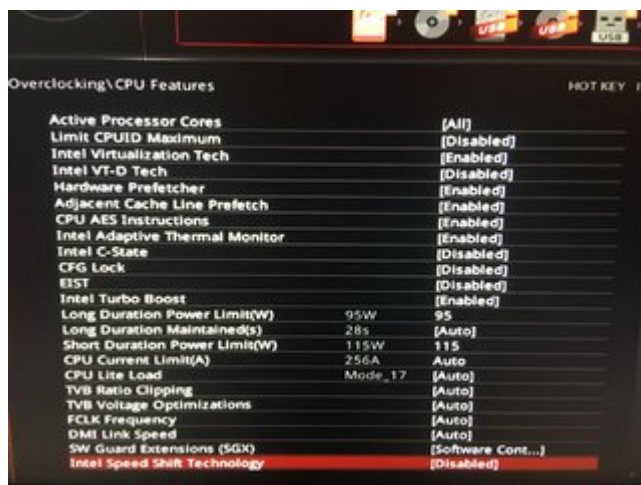 USB
USB
USB
Overclocking\CPU Features
HOT KEY
Active Processor Cores [All]
Limit CPUID Maximum [Disabled]
Intel Virtualization Tech [Enabled]
Intel VT-D Tech [Disabled]
Hardware Prefetcher [Enabled]
Adjacent Cache Line Prefetch [Enabled]
CPU AES Instructions [Enabled]
Intel Adaptive Thermal Monitor [Enabled]
Intel C-State [Disabled]
CFG Lock [Disabled]
EIST [Disabled]
Intel Turbo Boost [Enabled]
Long Duration Power Limit(W) 95W 95
Long Duration Maintained(s) 28s [Auto]
Short Duration Power Limit(W) 115W 115
CPU Current Limit(A) 256A Auto
CPU Lite Load Mode_17 [Auto]
TVB Ratio Clipping [Auto]
TVB Voltage Optimizations [Auto]
FCLK Frequency [Auto]
DMI Link Speed [Auto]
SW Guard Extensions (SGX) [Software Cont...]
Intel Speed Shift Technology [Disabled]